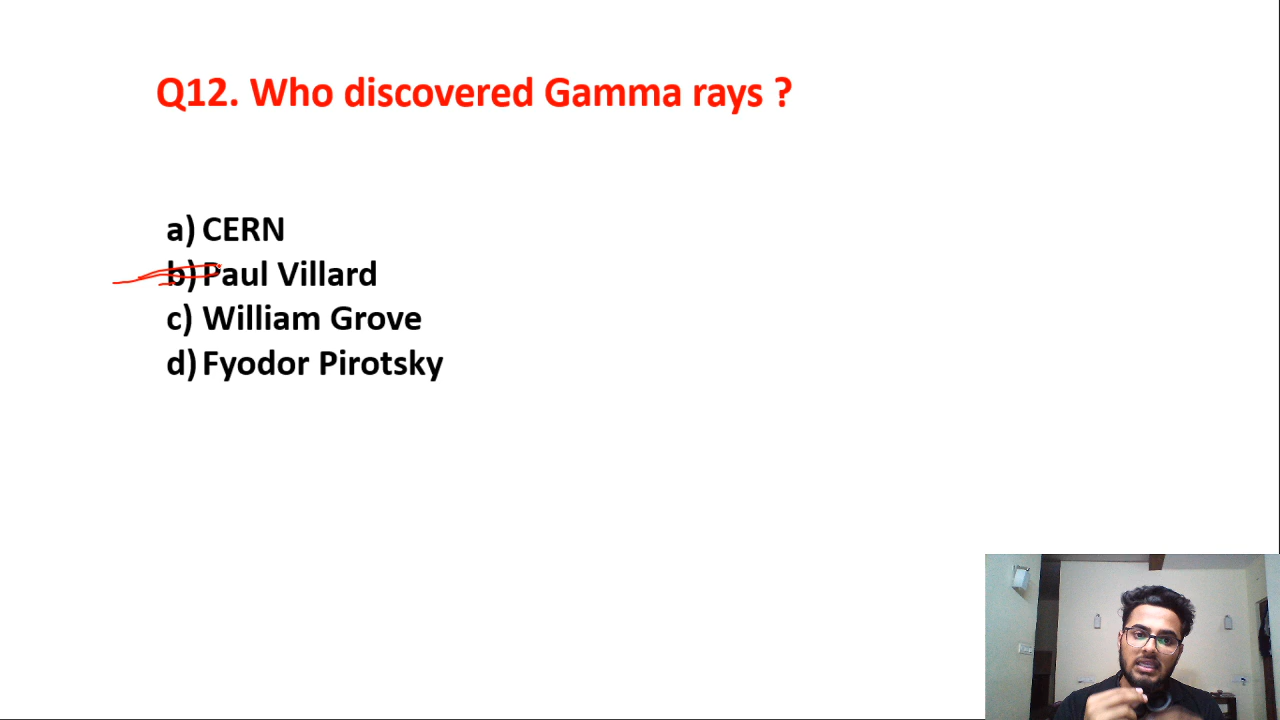 Q12. Who discovered Gamma rays ?
a) CERN
b) Paul Villard
c) William Grove
d) Fyodor Pirotsky